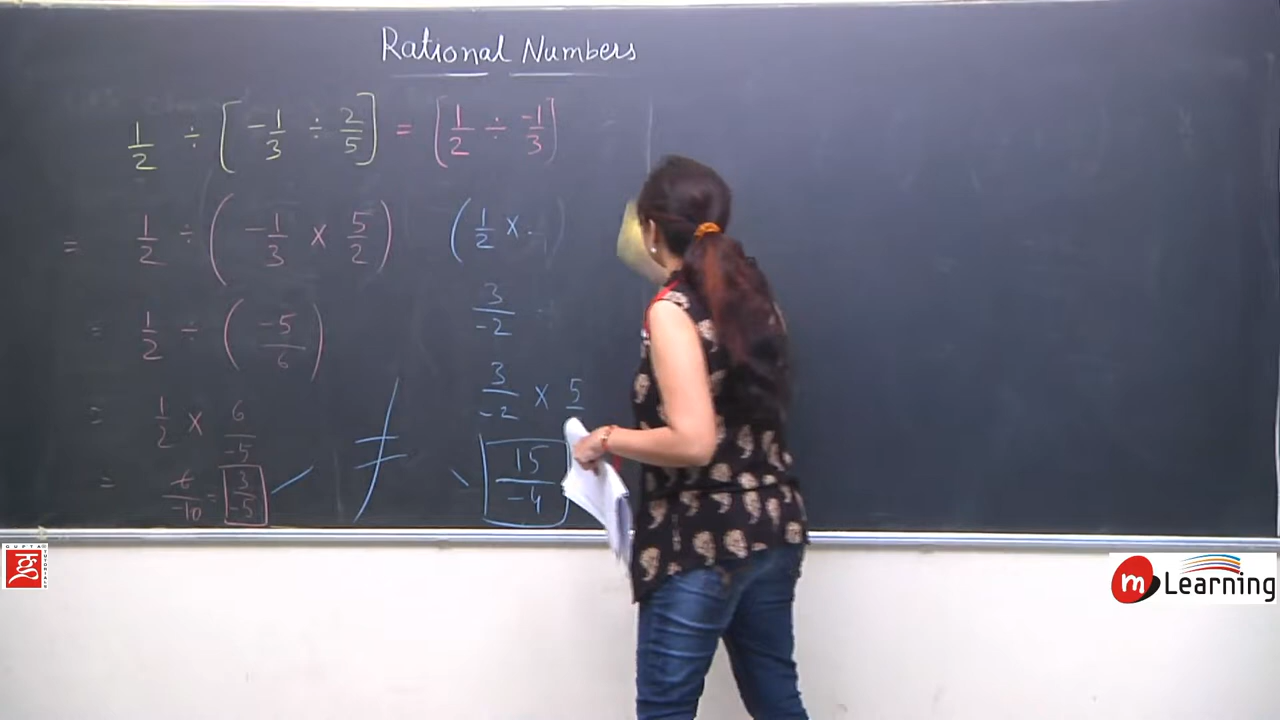 Rational Numbers
1/2 ÷ [-1/3 ÷ 2/5] = [1/2 ÷ -1/3]
= 1/2 ÷ (-1/3 × 5/2)
= 1/2 ÷ (-5/6)
= 1/2 × 6/-5
= 6/-10 = 3/-5
(1/2 ×
3/-2
3/-2 × 5
15/-4
≠
GUPTA TUTORIALS
m Learning